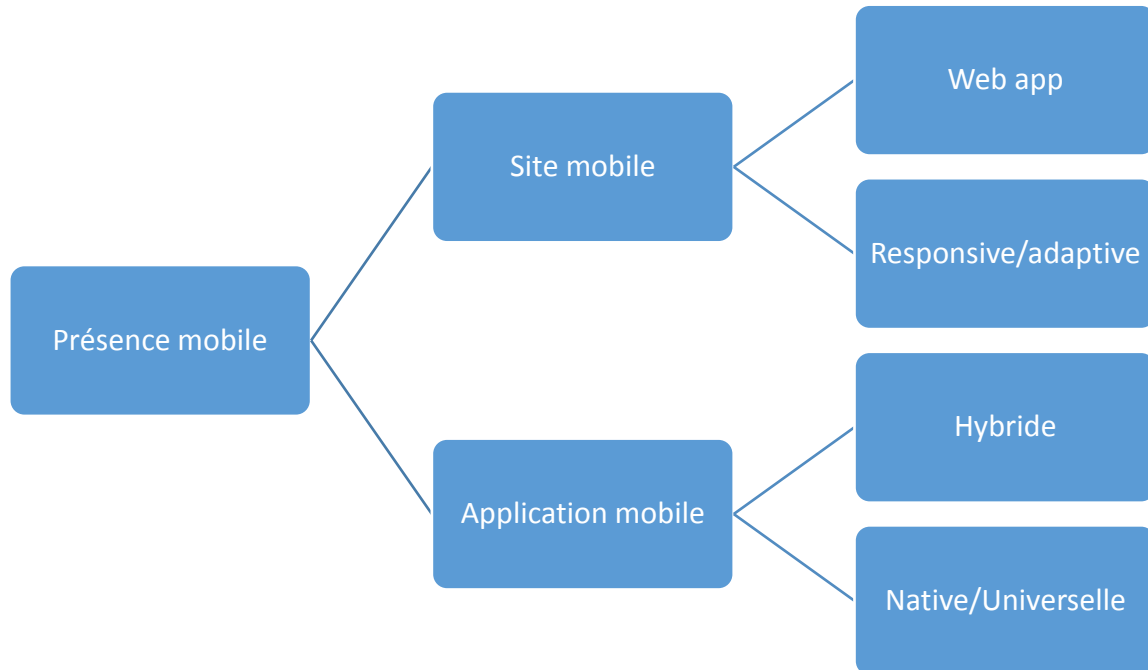 Présence mobile
Site mobile
Web app
Responsive/adaptive
Application mobile
Hybride
Native/Universelle